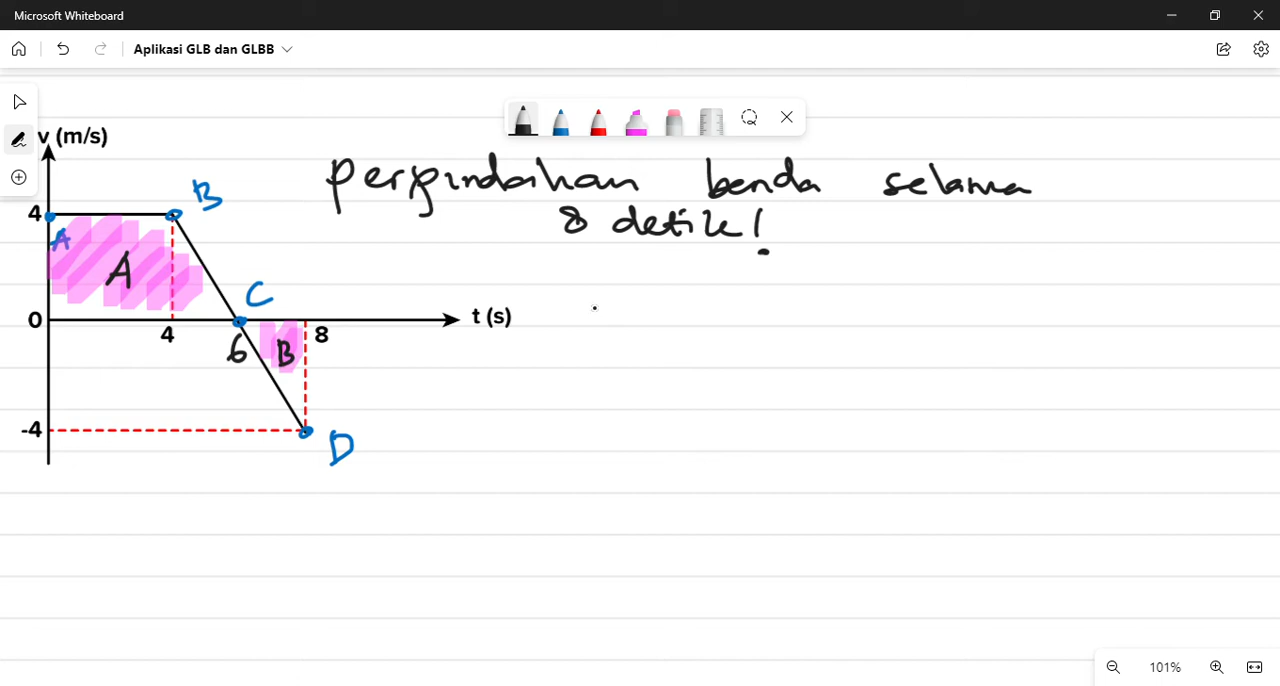 Microsoft Whiteboard
Aplikasi GLB dan GLBB
v (m/s)
perpindahan benda selama
8 detik!
B
4
A
A
C
0
t (s)
4
8
6
B
-4
D
101%